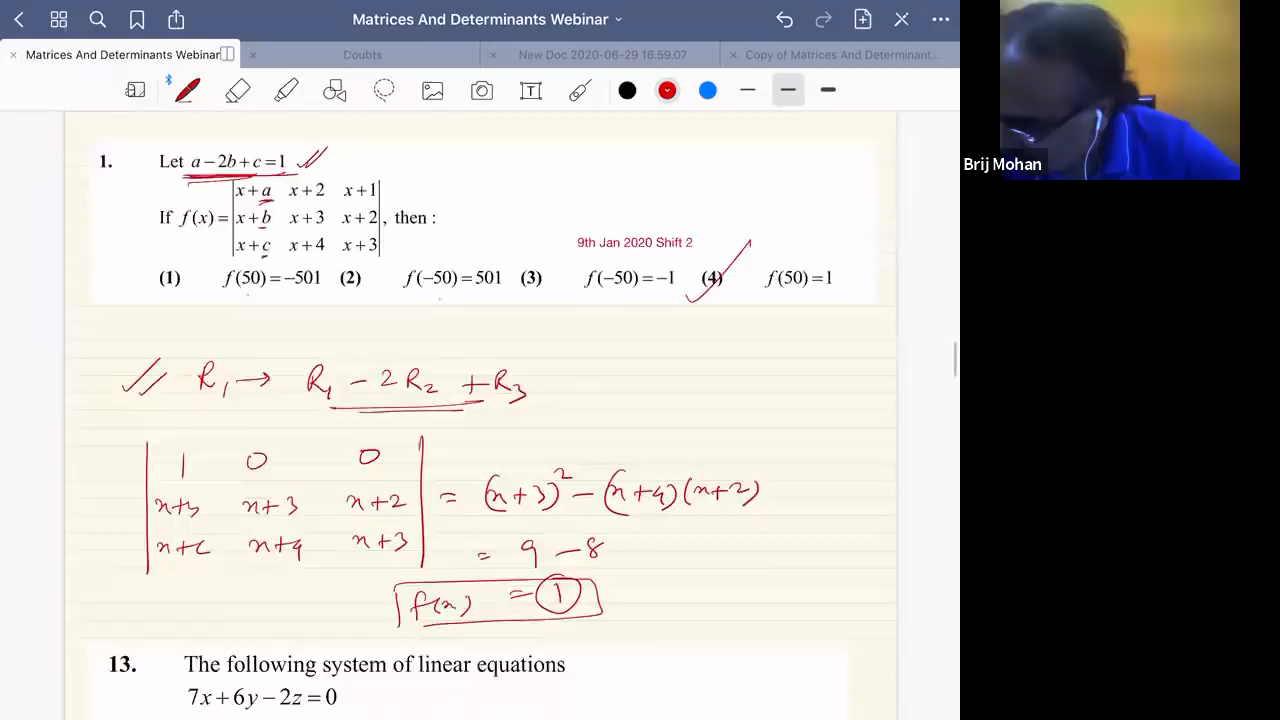 Matrices And Determinants Webinar
Matrices And Determinants Webinar
Doubts
New Doc 2020-06-29 16.59.07
Copy of Matrices And Determinant...
Brij Mohan
1. Let a − 2b + c = 1
If f(x) = |x + a x + 2 x + 1|
|x + b x + 3 x + 2|, then :
|x + c x + 4 x + 3|
9th Jan 2020 Shift 2
(1) f(50) = −501 (2) f(−50) = 501 (3) f(−50) = −1 (4) f(50) = 1
R₁ → R₁ − 2R₂ + R₃
|1 0 0|
|x+b x+3 x+2| = (x+3)² − (x+4)(x+2)
|x+c x+4 x+3|
= 9 − 8
f(x) = 1
13. The following system of linear equations
7x + 6y − 2z = 0